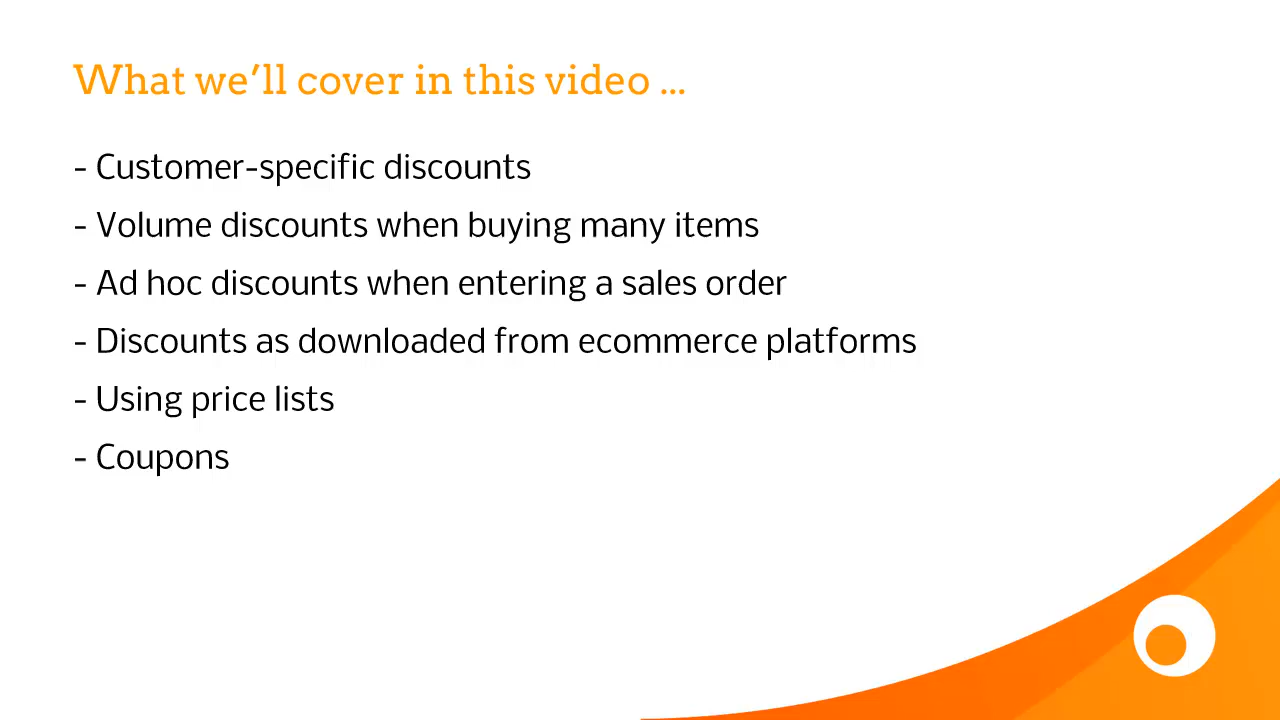 What we’ll cover in this video ...
- Customer-specific discounts
- Volume discounts when buying many items
- Ad hoc discounts when entering a sales order
- Discounts as downloaded from ecommerce platforms
- Using price lists
- Coupons